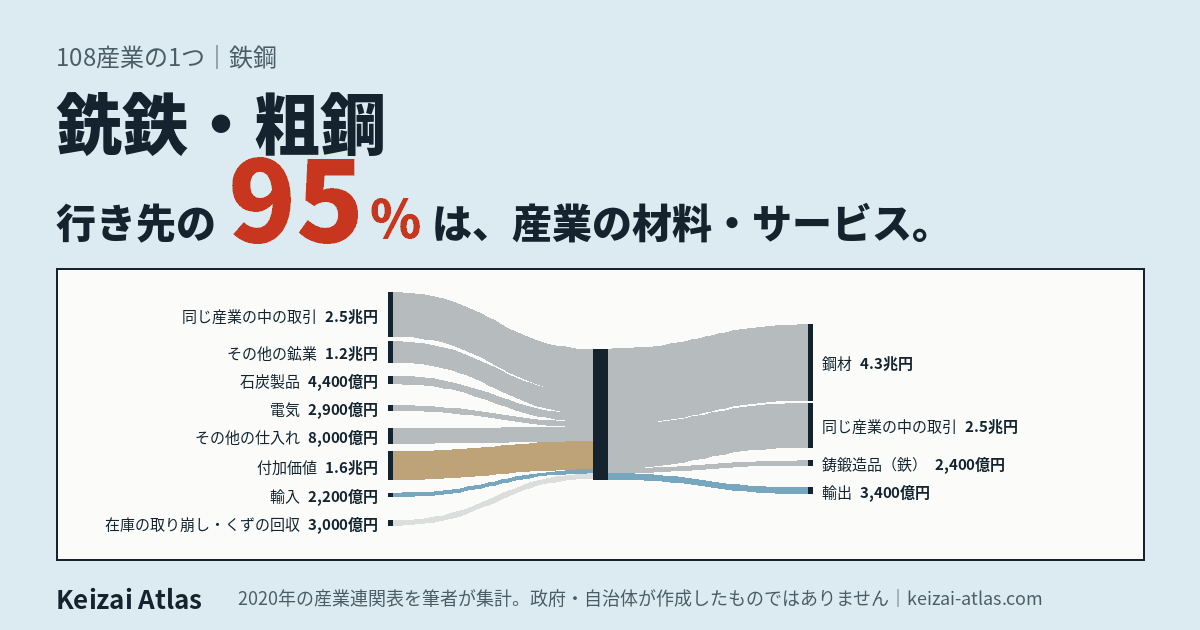 108産業の1つ｜鉄鋼
銑鉄・粗鋼
行き先の 95% は、産業の材料・サービス。
同じ産業の中の取引 2.5兆円
その他の鉱業 1.2兆円
石炭製品 4,400億円
電気 2,900億円
その他の仕入れ 8,000億円
付加価値 1.6兆円
輸入 2,200億円
在庫の取り崩し・くずの回収 3,000億円
鋼材 4.3兆円
同じ産業の中の取引 2.5兆円
鋳鍛造品（鉄） 2,400億円
輸出 3,400億円
Keizai Atlas 2020年の産業連関表を筆者が集計。政府・自治体が作成したものではありません｜keizai-atlas.com